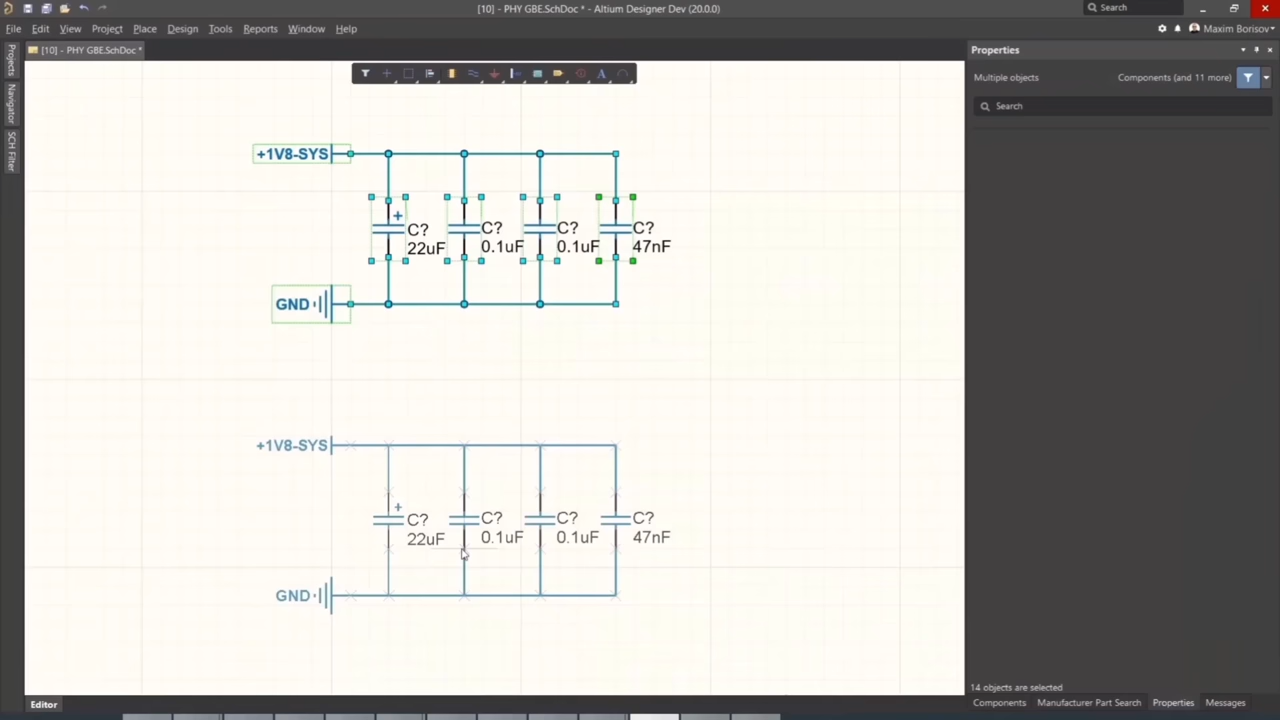 [10] - PHY GBE.SchDoc * - Altium Designer Dev (20.0.0)
Search
File Edit View Project Place Design Tools Reports Window Help
Maxim Borisov
[10] - PHY GBE.SchDoc *
Properties
Projects
Navigator
SCH Filter
Multiple objects
Components (and 11 more)
Search
A
+1V8-SYS
C?
22uF
C?
0.1uF
C?
0.1uF
C?
47nF
GND
+1V8-SYS
C?
22uF
C?
0.1uF
C?
0.1uF
C?
47nF
GND
14 objects are selected
Editor
Components Manufacturer Part Search Properties Messages